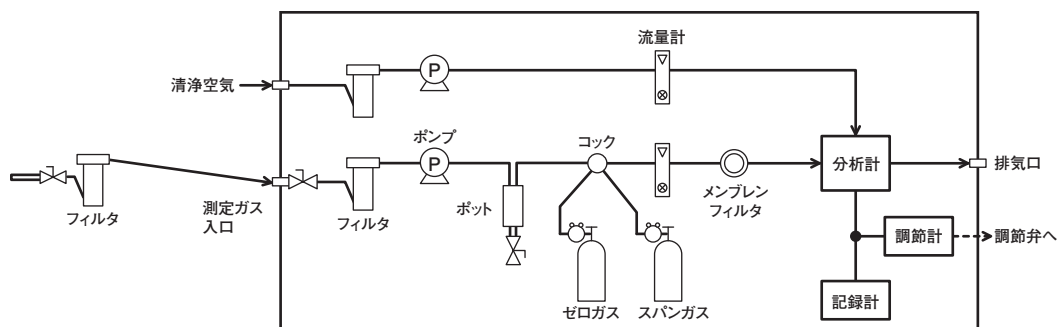 流量計
清浄空気
P
ポンプ
コック
P
分析計
排気口
フィルタ
測定ガス
入口
フィルタ
ポット
メンブレン
フィルタ
調節計
調節弁へ
ゼロガス
スパンガス
記録計